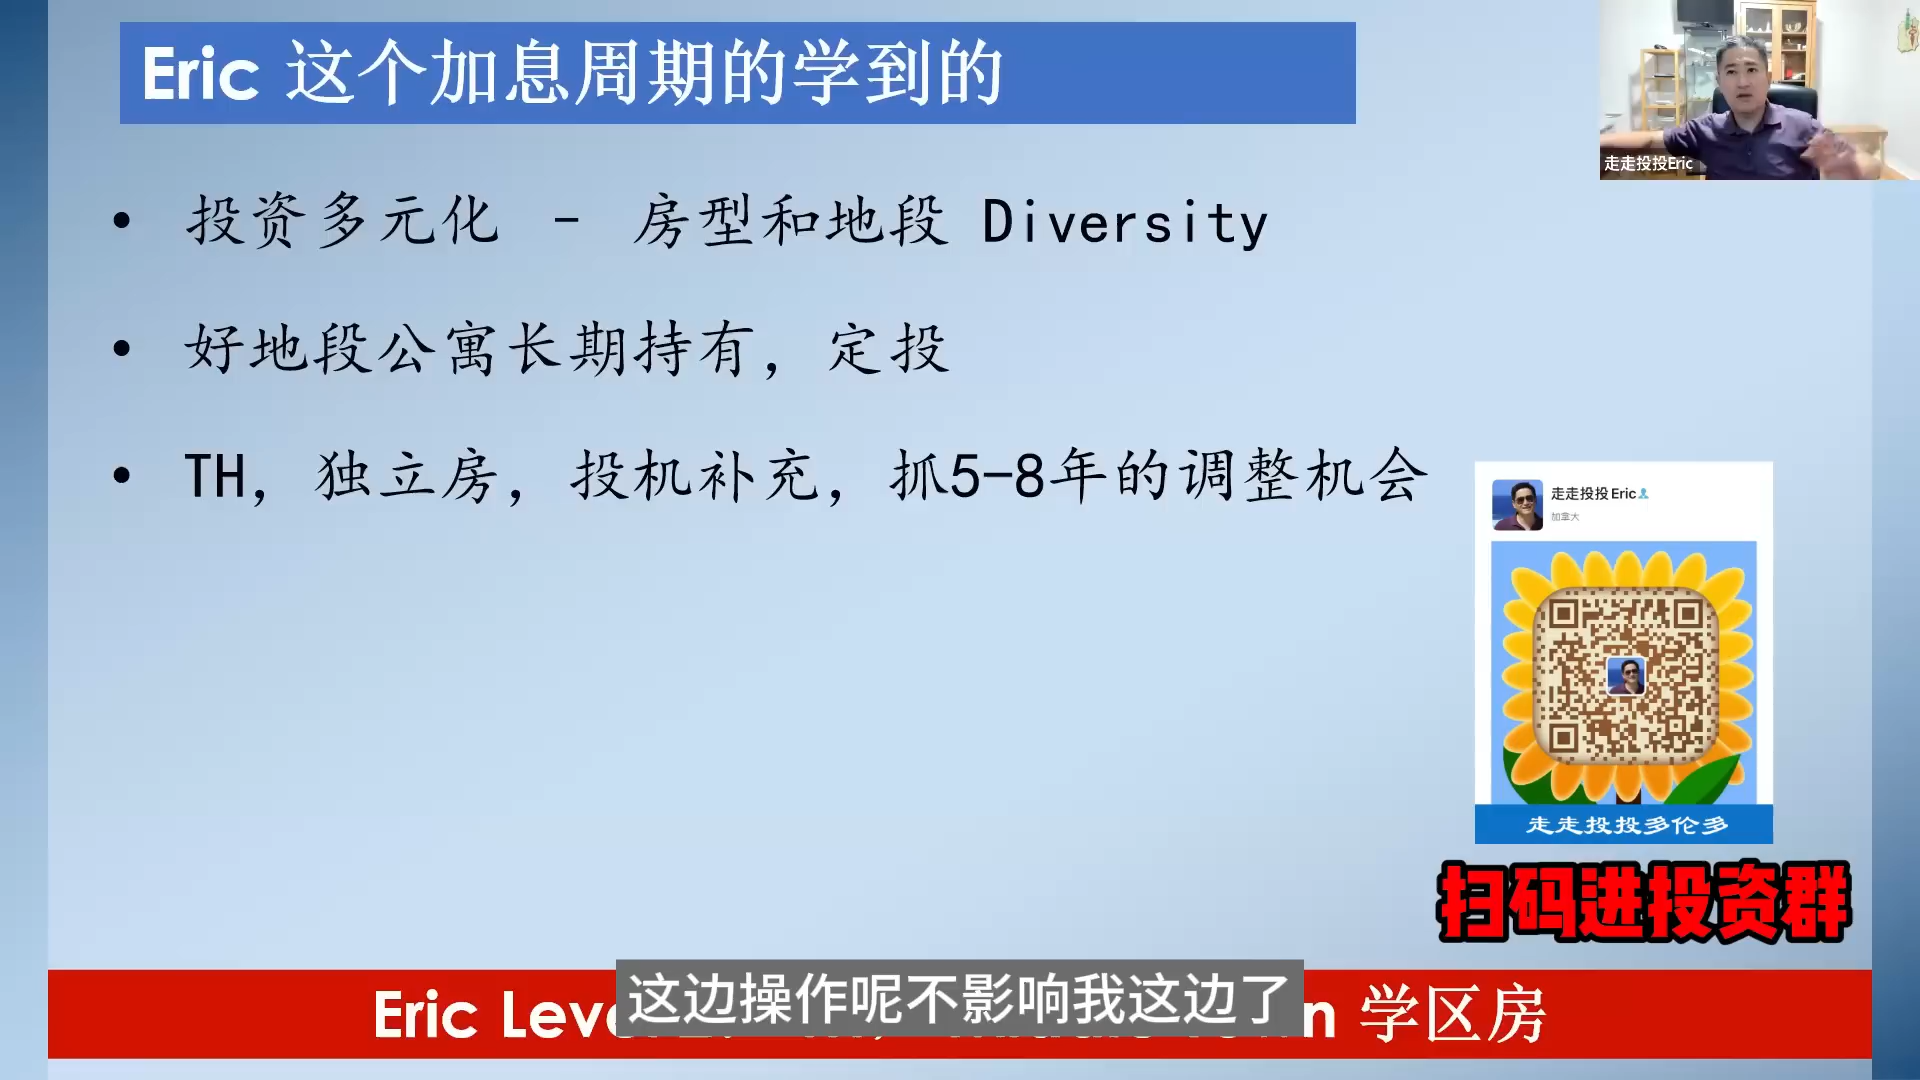 Eric 这个加息周期的学到的
走走投投Eric
• 投资多元化 - 房型和地段 Diversity
• 好地段公寓长期持有，定投
• TH，独立房，投机补充，抓5-8年的调整机会
走走投投Eric
加拿大
走走投投多伦多
扫码进投资群
这边操作呢不影响我这边了
Eric 学区房